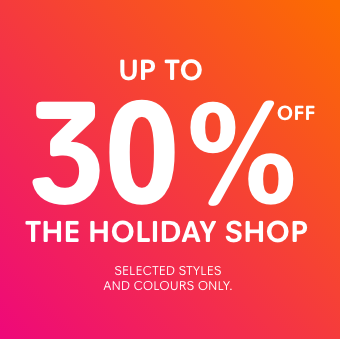 UP TO
30% OFF
THE HOLIDAY SHOP
SELECTED STYLES
AND COLOURS ONLY.